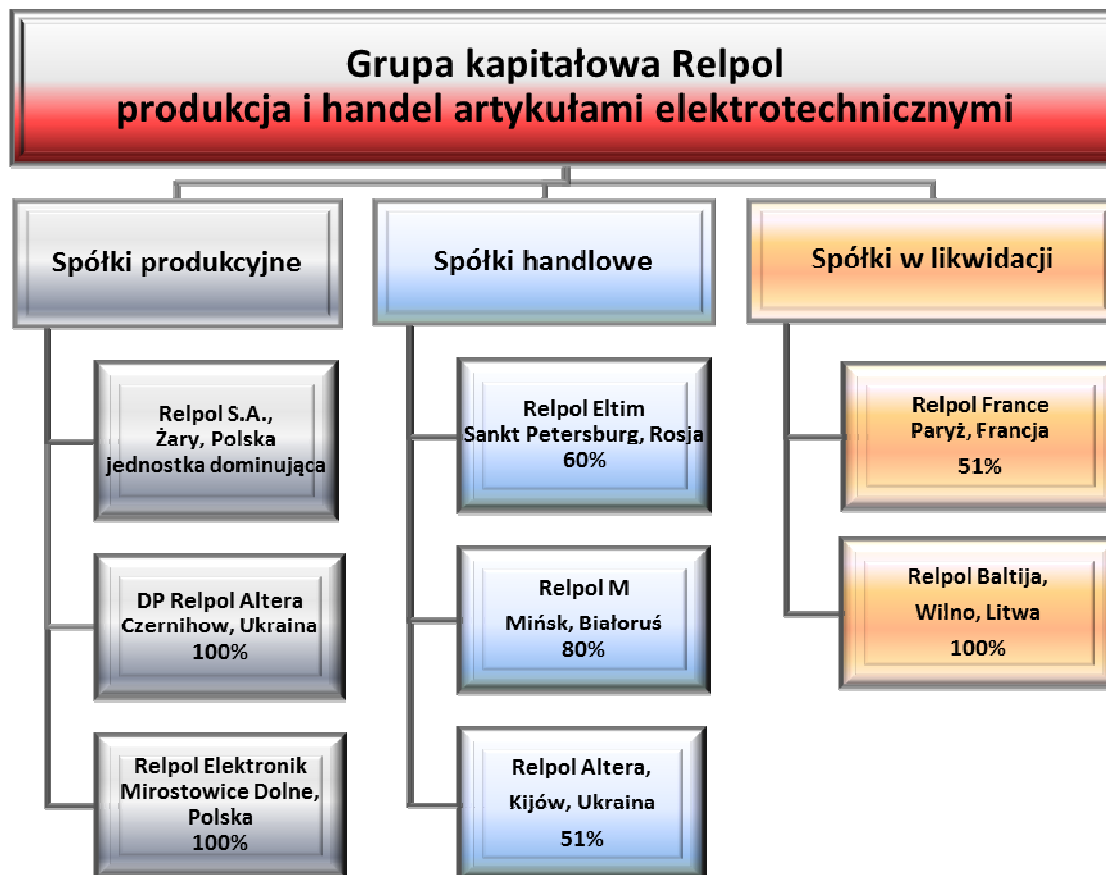 Grupa kapitałowa Relpol
produkcja i handel artykułami elektrotechnicznymi
Spółki produkcyjne
Relpol S.A.,
Żary, Polska
jednostka dominująca
DP Relpol Altera
Czernihow, Ukraina
100%
Relpol Elektronik
Mirostowice Dolne,
Polska
100%
Spółki handlowe
Relpol Eltim
Sankt Petersburg, Rosja
60%
Relpol M
Mińsk, Białoruś
80%
Relpol Altera,
Kijów, Ukraina
51%
Spółki w likwidacji
Relpol France
Paryż, Francja
51%
Relpol Baltija,
Wilno, Litwa
100%